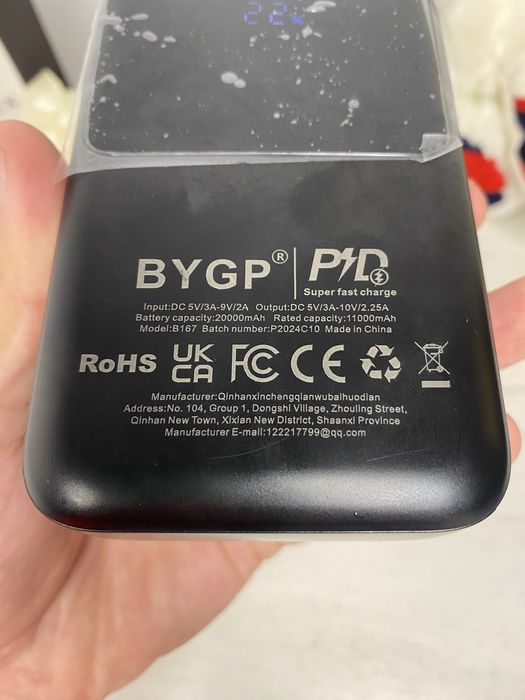 22%
BYGP® PD
Super fast charge
Input:DC 5V/3A-9V/2A Output:DC 5V/3A-10V/2.25A
Battery capacity:20000mAh Rated capacity:11000mAh
Model:B167 Batch number:P2024C10 Made in China
RoHS UK CA FC CE
Manufacturer:Qinhanxinchengqianwubaihuodian
Address:No. 104, Group 1, Dongshi Village, Zhouling Street,
Qinhan New Town, Xixian New District, Shaanxi Province
Manufacturer E-mail:122217799@qq.com